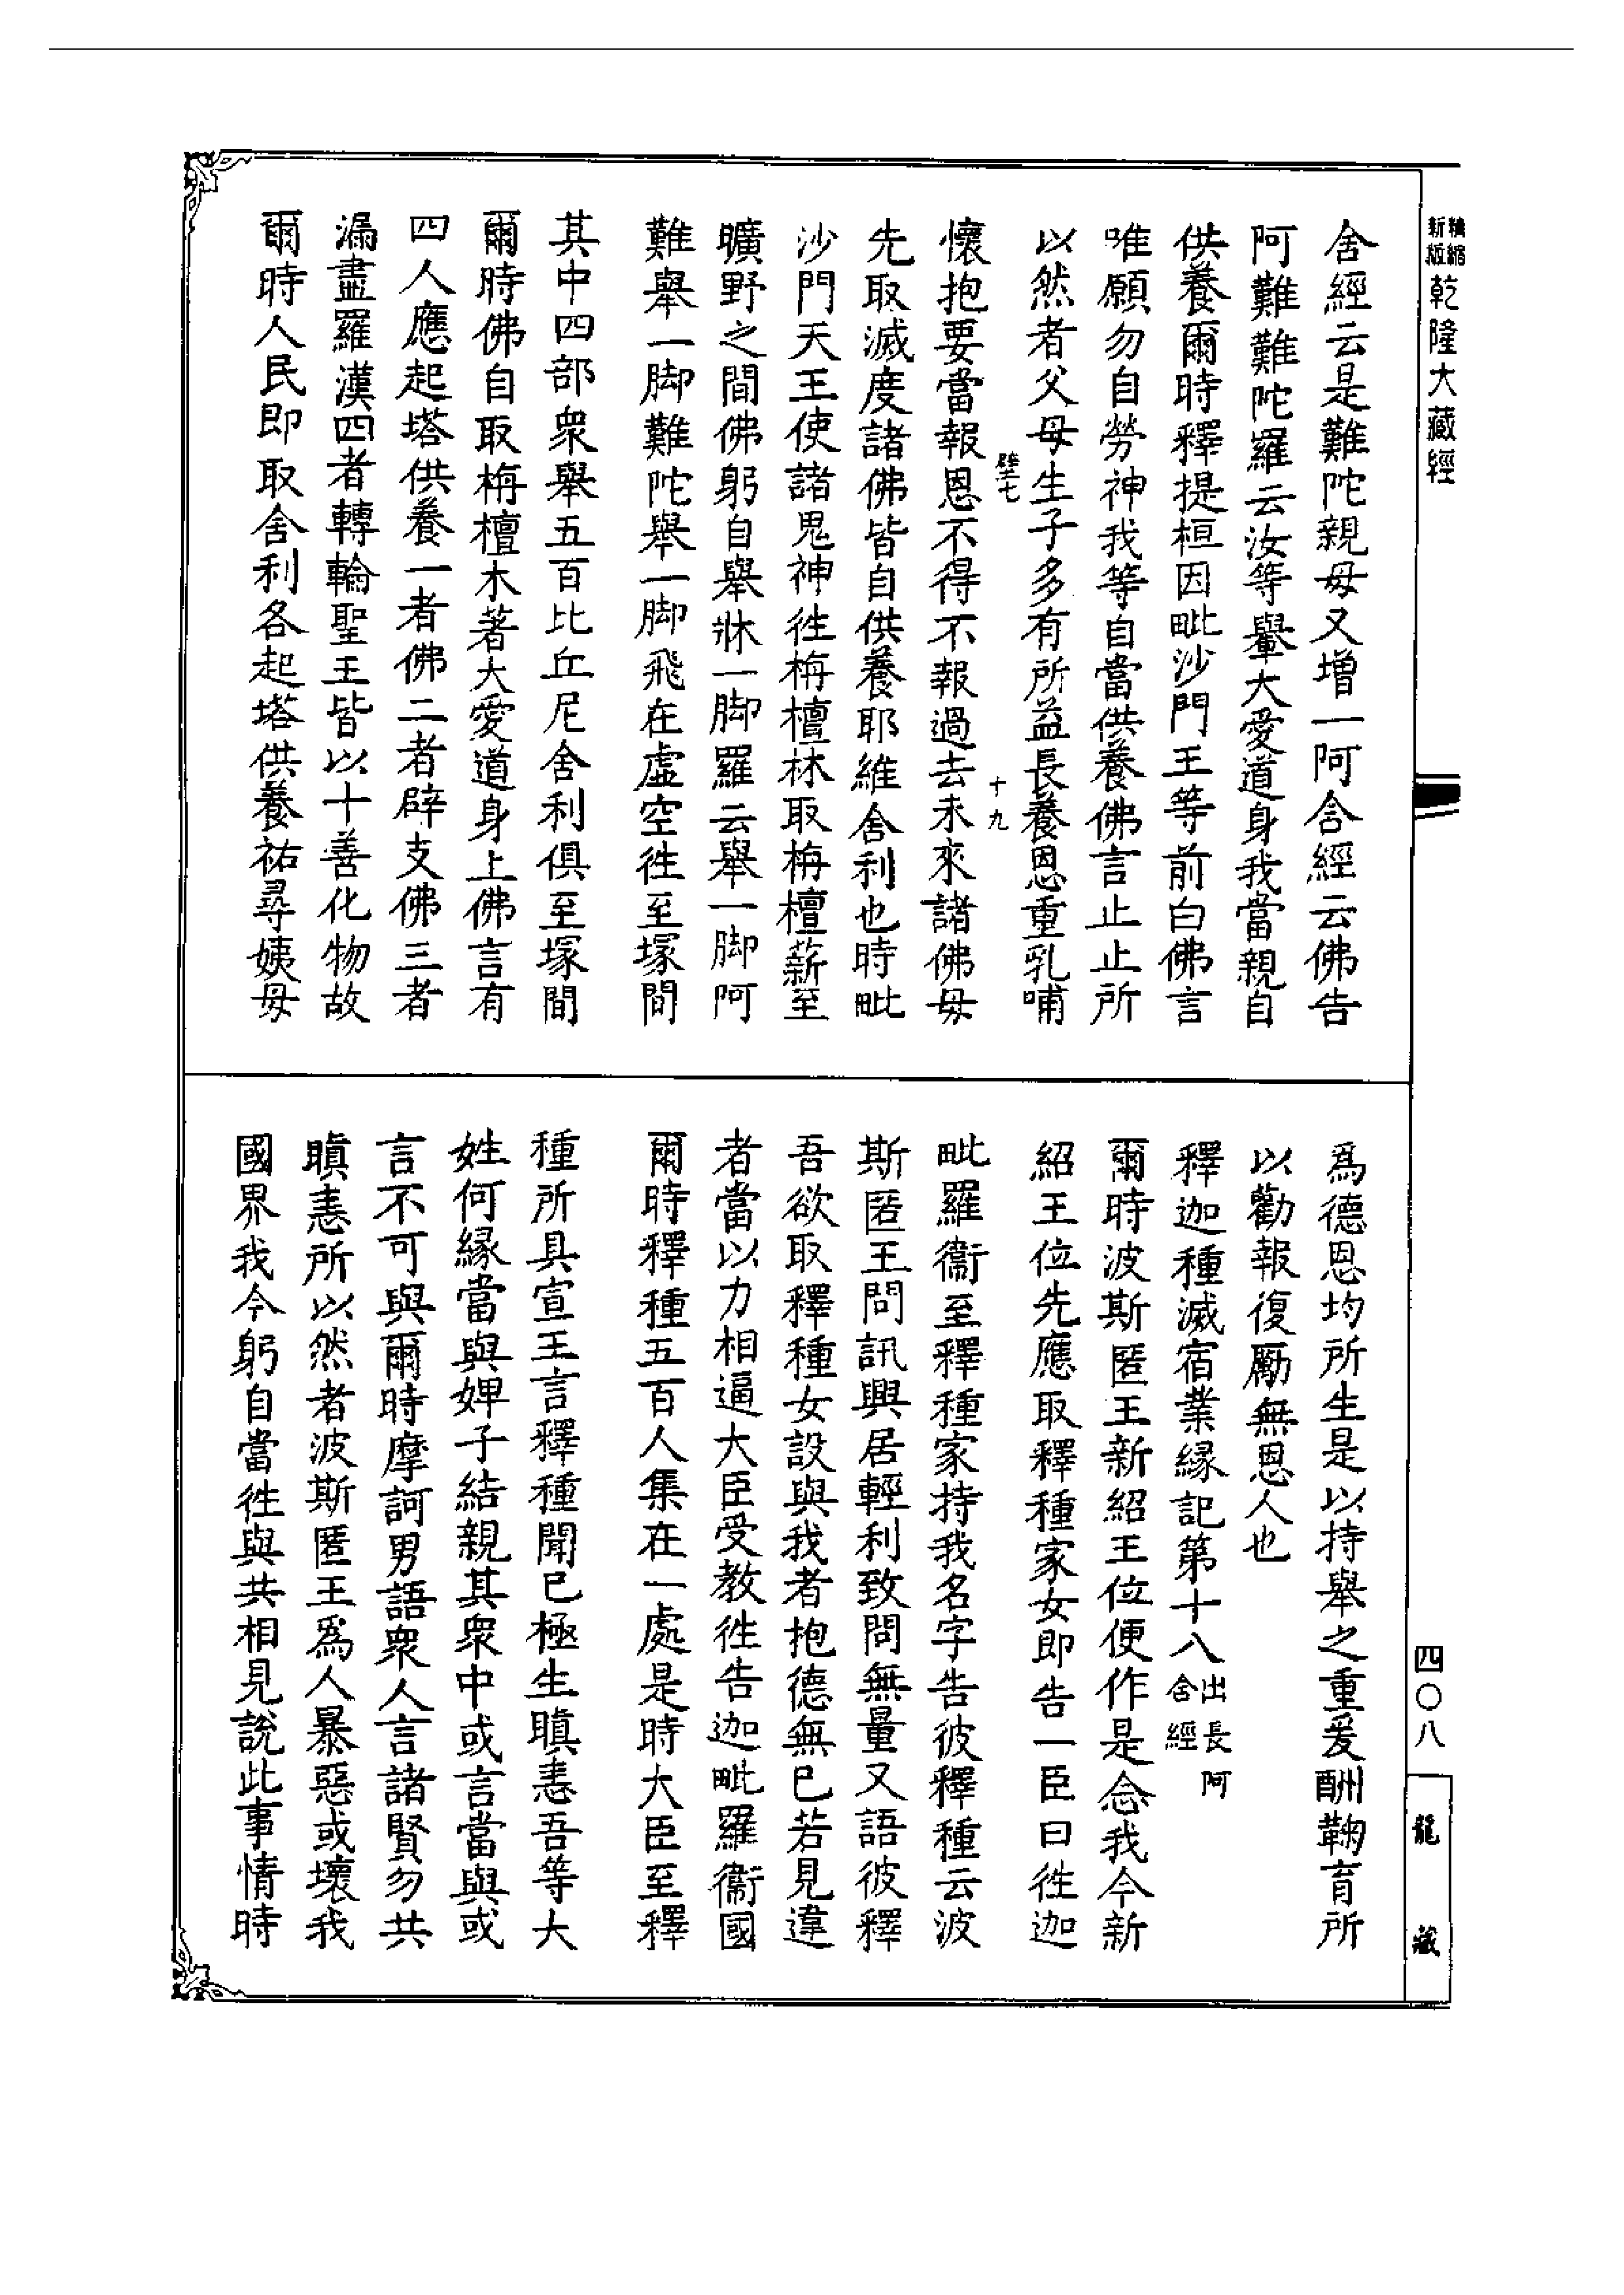 精縮新版乾隆大藏經
舍經云是難陀親母又增一阿含經云佛告
阿難難陀羅云汝等轝大愛道身我當親自
供養爾時釋提桓因毗沙門王等前白佛言
唯願勿自勞神我等自當供養佛言止止所
以然者父母生子多有所益長養恩重乳哺
壁七
十九
懷抱要當報恩不得不報過去未來諸佛母
先取滅度諸佛皆自供養耶維舍利也時毗
沙門天王使諸鬼神徃栴檀林取栴檀薪至
曠野之間佛躬自舉牀一脚羅云舉一脚阿
難舉一脚難陀舉一脚飛在虛空徃至塚間
其中四部衆舉五百比丘尼舍利俱至塚間
爾時佛自取栴檀木著大愛道身上佛言有
四人應起塔供養一者佛二者辟支佛三者
漏盡羅漢四者轉輪聖王皆以十善化物故
爾時人民即取舍利各起塔供養祐尋姨母
爲德恩均所生是以持舉之重爰酬鞠育所
以勸報復勵無恩人也
釋迦種滅宿業緣記第十八出長阿舍經
爾時波斯匿王新紹王位便作是念我今新
紹王位先應取釋種家女即告一臣曰徃迦
毗羅衞至釋種家持我名字告彼釋種云波
斯匿王問訊興居輕利致問無量又語彼釋
吾欲取釋種女設與我者抱德無已若見違
者當以力相逼大臣受教徃告迦毗羅衞國
爾時釋種五百人集在一處是時大臣至釋
種所具宣王言釋種聞已極生瞋恚吾等大
姓何緣當與婢子結親其衆中或言當與或
言不可與爾時摩訶男語衆人言諸賢勿共
瞋恚所以然者波斯匿王爲人暴惡或壞我
國界我今躬自當徃與共相見說此事情時
四〇八
龍藏